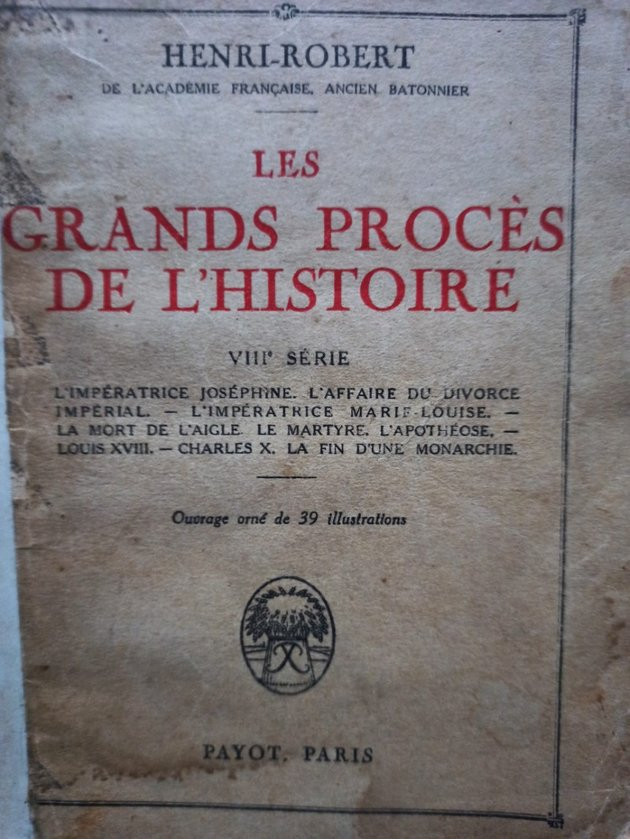 HENRI-ROBERT
DE L'ACADÉMIE FRANÇAISE, ANCIEN BATONNIER
LES
GRANDS PROCÈS
DE L'HISTOIRE
VIIIe SÉRIE
L'IMPÉRATRICE JOSÉPHINE. L'AFFAIRE DU DIVORCE
IMPÉRIAL. — L'IMPÉRATRICE MARIE-LOUISE. —
LA MORT DE L'AIGLE. LE MARTYRE. L'APOTHÉOSE. —
LOUIS XVIII. — CHARLES X. LA FIN D'UNE MONARCHIE.
Ouvrage orné de 39 illustrations
PAYOT. PARIS